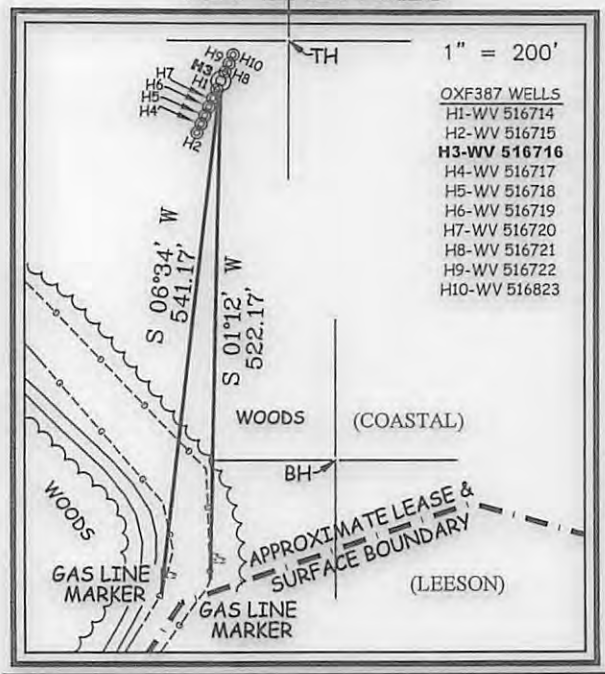 H9
H10
H7
H3
H8
TH
H6
H1
H5
H4
H2
1" = 200'
OXF387 WELLS
H1-WV 516714
H2-WV 516715
H3-WV 516716
H4-WV 516717
H5-WV 516718
H6-WV 516719
H7-WV 516720
H8-WV 516721
H9-WV 516722
H10-WV 516823
S 06°34' W
541.17'
S 01°12' W
522.17'
WOODS
(COASTAL)
BH
WOODS
APPROXIMATE LEASE &
SURFACE BOUNDARY
GAS LINE
MARKER
(LEESON)
GAS LINE
MARKER